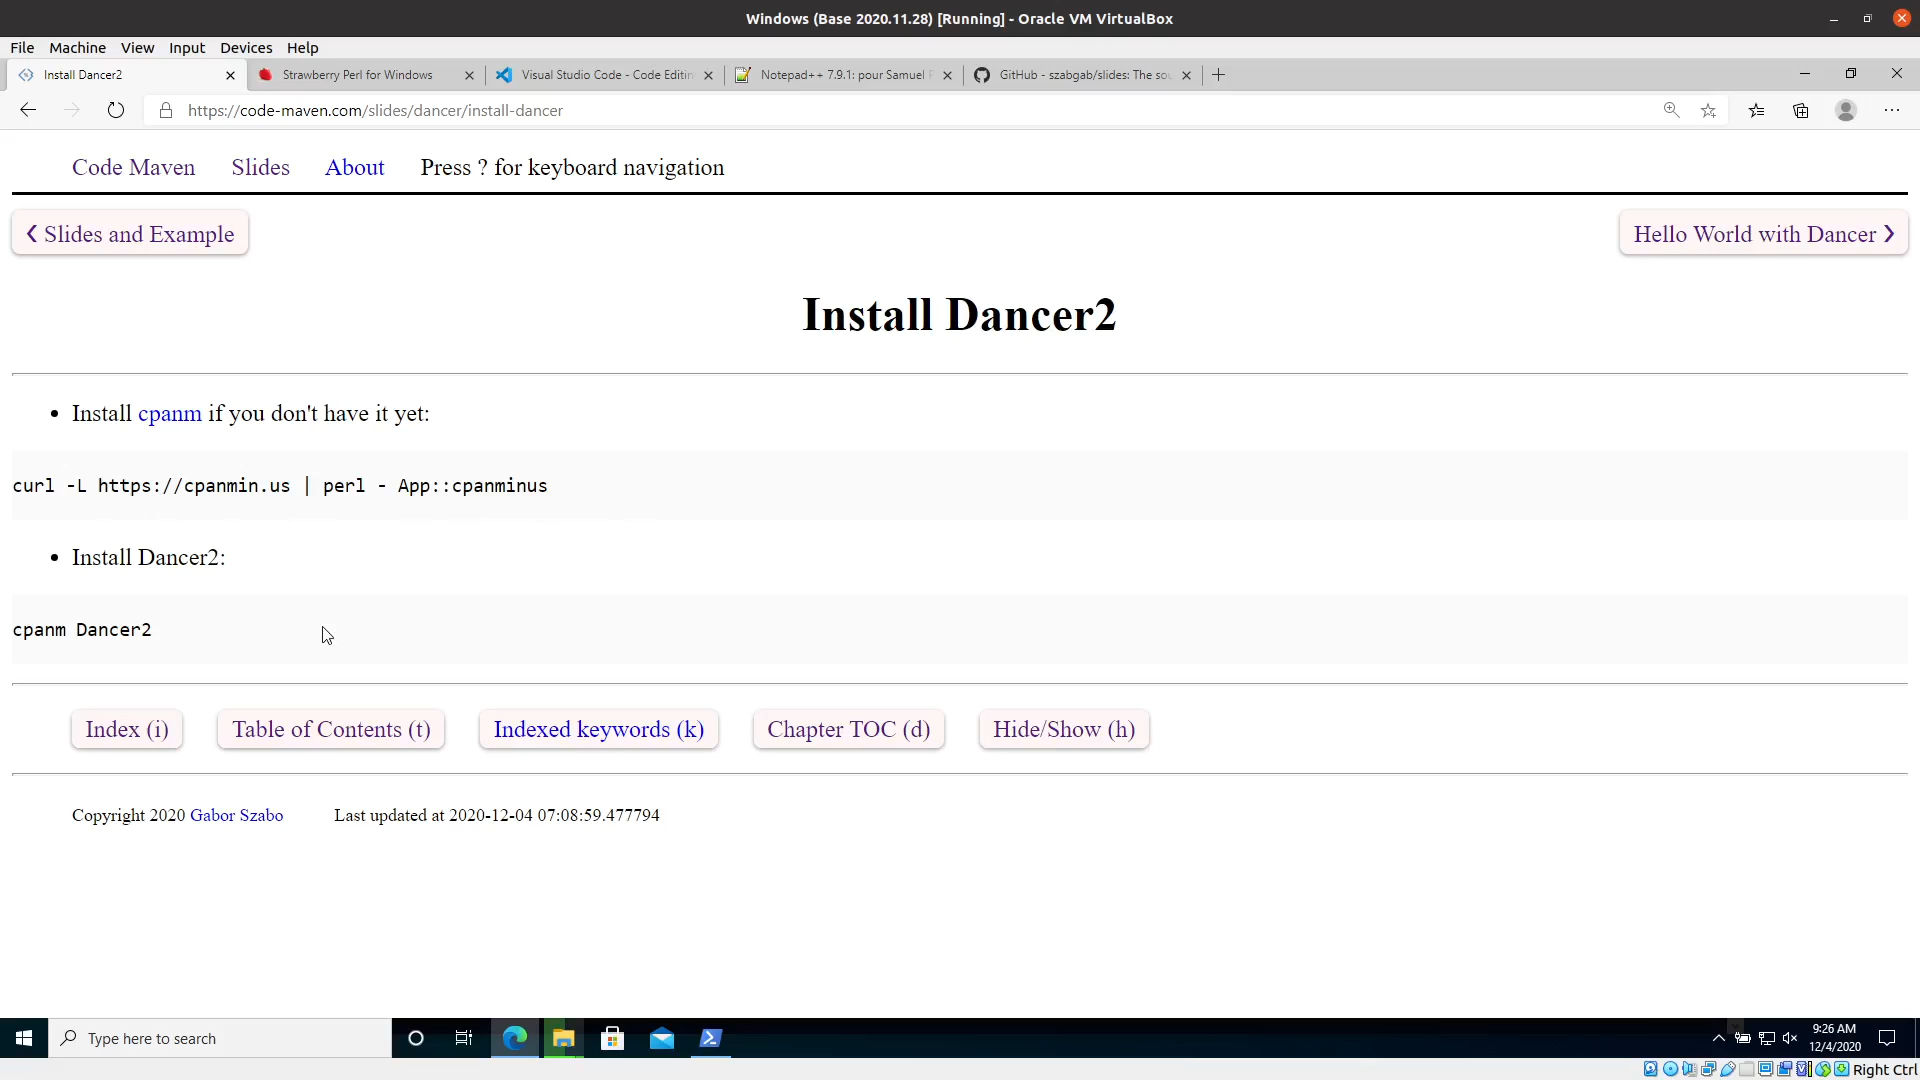 Windows (Base 2020.11.28) [Running] - Oracle VM VirtualBox
File Machine View Input Devices Help
Install Dancer2
Strawberry Perl for Windows
Visual Studio Code - Code Editin
Notepad++ 7.9.1: pour Samuel
GitHub - szabgab/slides: The sou
https://code-maven.com/slides/dancer/install-dancer
Code Maven Slides About Press ? for keyboard navigation
❮ Slides and Example
Hello World with Dancer ❯
Install Dancer2
• Install cpanm if you don't have it yet:
curl -L https://cpanmin.us | perl - App::cpanminus
• Install Dancer2:
cpanm Dancer2
Index (i) Table of Contents (t) Indexed keywords (k) Chapter TOC (d) Hide/Show (h)
Copyright 2020 Gabor Szabo Last updated at 2020-12-04 07:08:59.477794
Type here to search
9:26 AM
12/4/2020
Right Ctrl